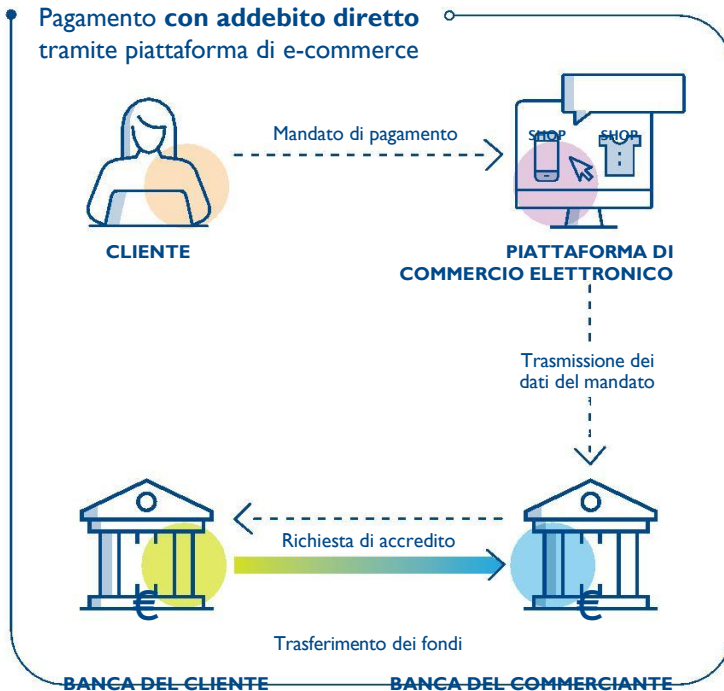 Pagamento con addebito diretto
tramite piattaforma di e-commerce
Mandato di pagamento
SHOP SHOP
CLIENTE
PIATTAFORMA DI
COMMERCIO ELETTRONICO
Trasmissione dei
dati del mandato
Richiesta di accredito
€ €
Trasferimento dei fondi
BANCA DEL CLIENTE BANCA DEL COMMERCIANTE